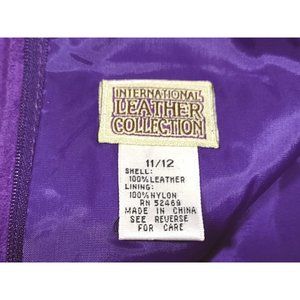 INTERNATIONAL
LEATHER
COLLECTION
11/12
SHELL:
100%LEATHER
LINING:
100%NYLON
RN 52469
MADE IN CHINA
SEE REVERSE
FOR CARE